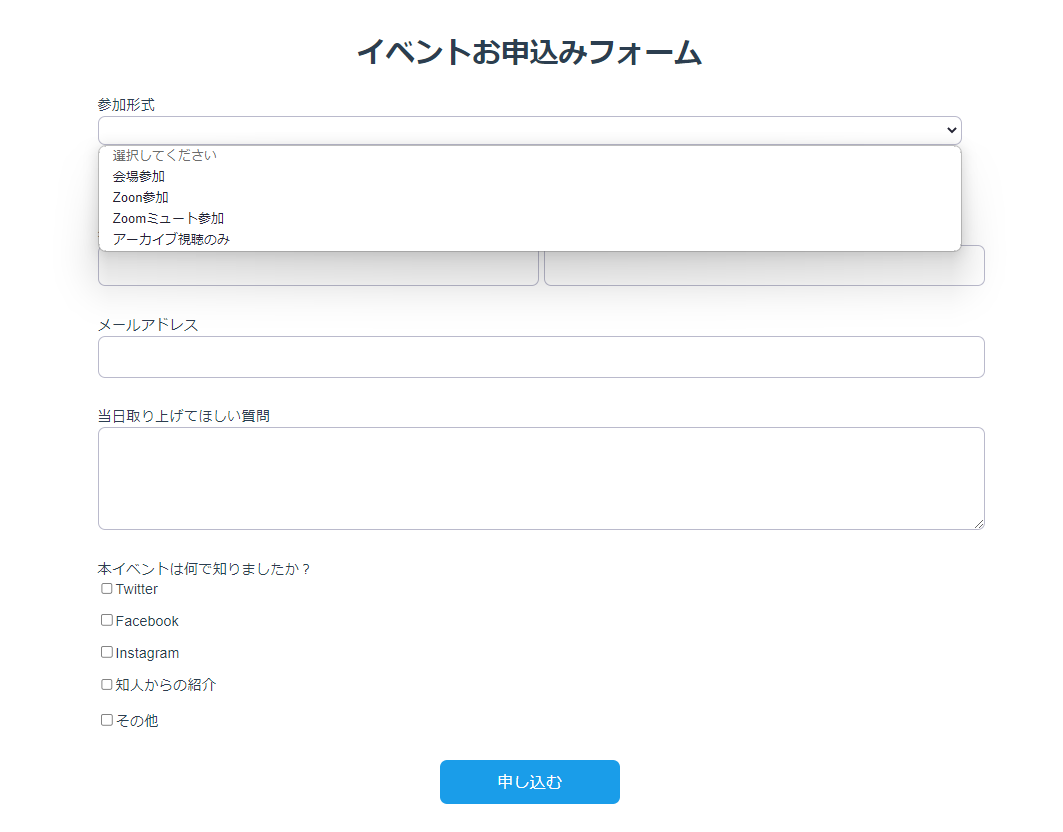 イベントお申込みフォーム
参加形式
選択してください
会場参加
Zoon参加
Zoomミュート参加
アーカイブ視聴のみ
メールアドレス
当日取り上げてほしい質問
本イベントは何で知りましたか？
Twitter
Facebook
Instagram
知人からの紹介
その他
申し込む